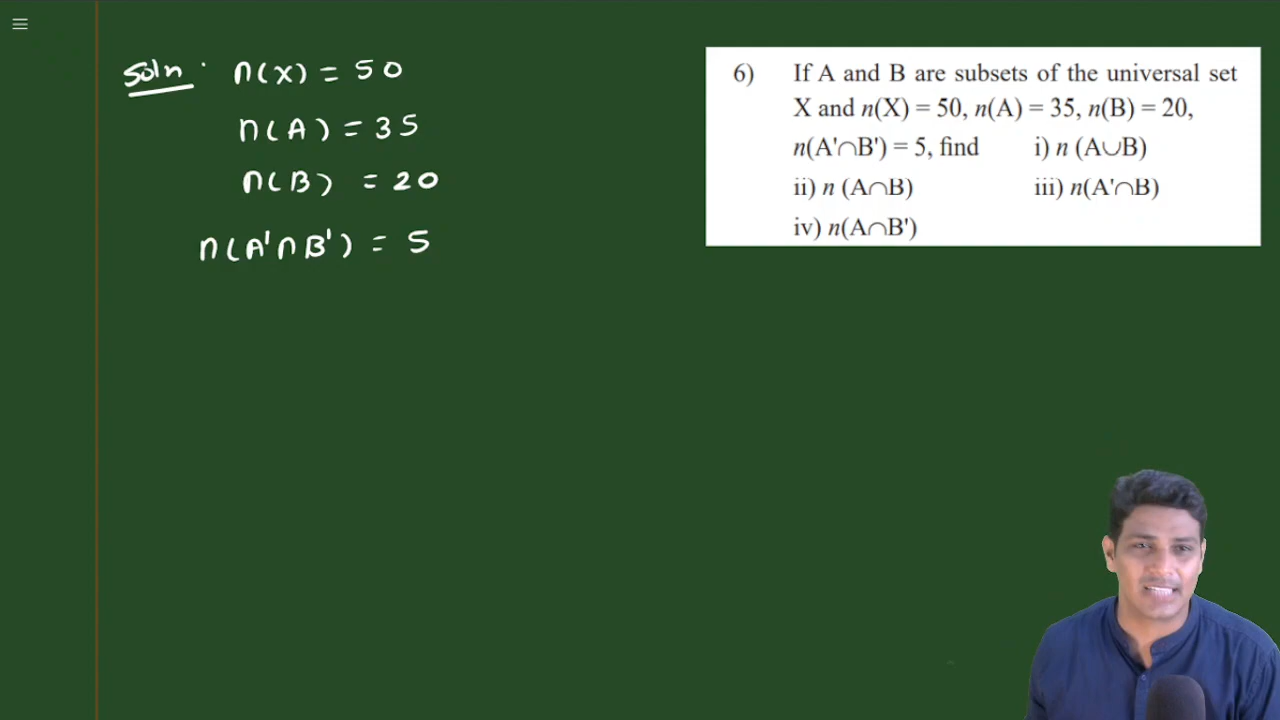 Soln. n(X) = 50
n(A) = 35
n(B) = 20
n(A'∩B') = 5
6) If A and B are subsets of the universal set
X and n(X) = 50, n(A) = 35, n(B) = 20,
n(A'∩B') = 5, find i) n (A∪B)
ii) n (A∩B) iii) n(A'∩B)
iv) n(A∩B')